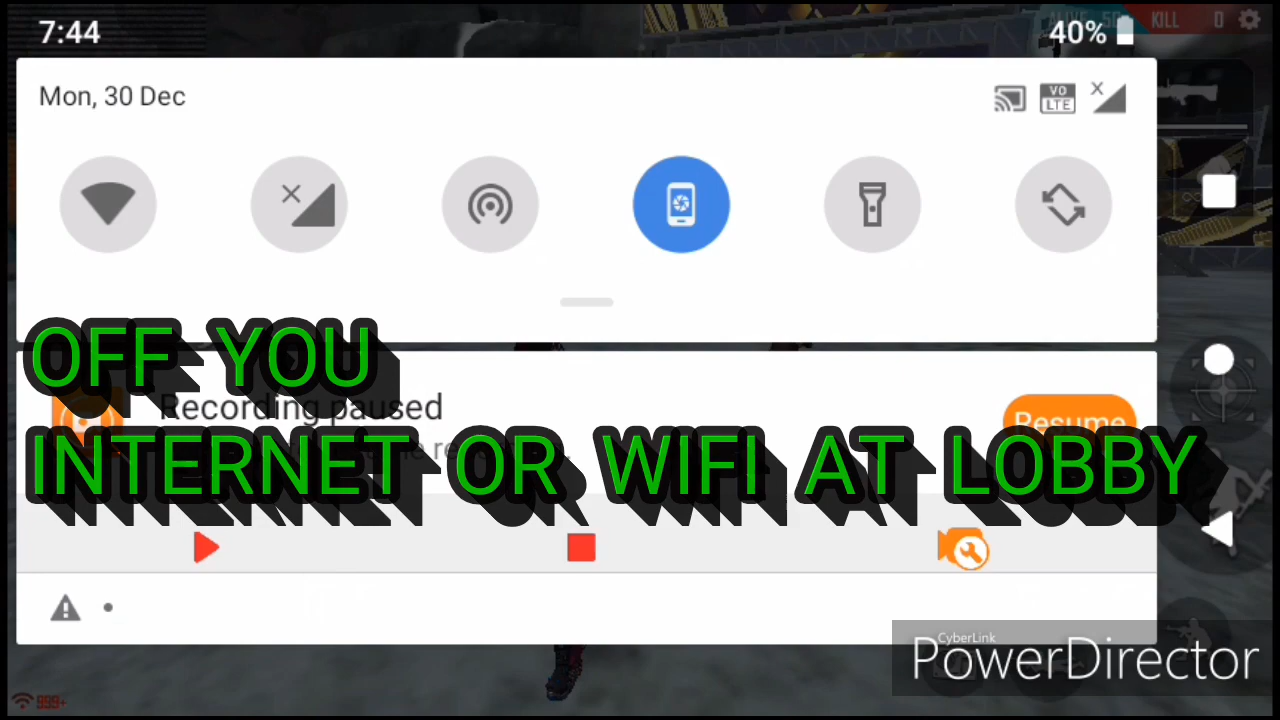 7:44
40%
KILL 0
Mon, 30 Dec
VO
LTE
OFF YOU
Recording paused
Resume
INTERNET OR WIFI AT LOBBY
CyberLink
PowerDirector
999+